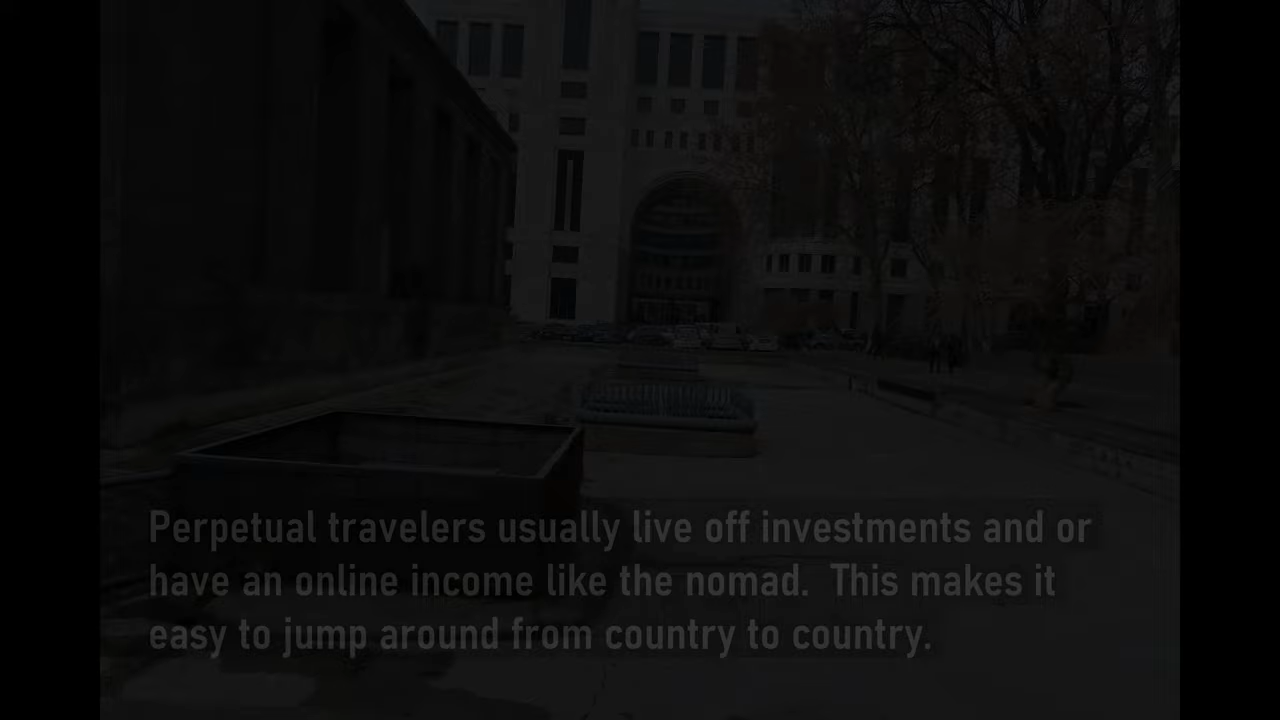 Perpetual travelers usually live off investments and or
have an online income like the nomad.  This makes it
easy to jump around from country to country.